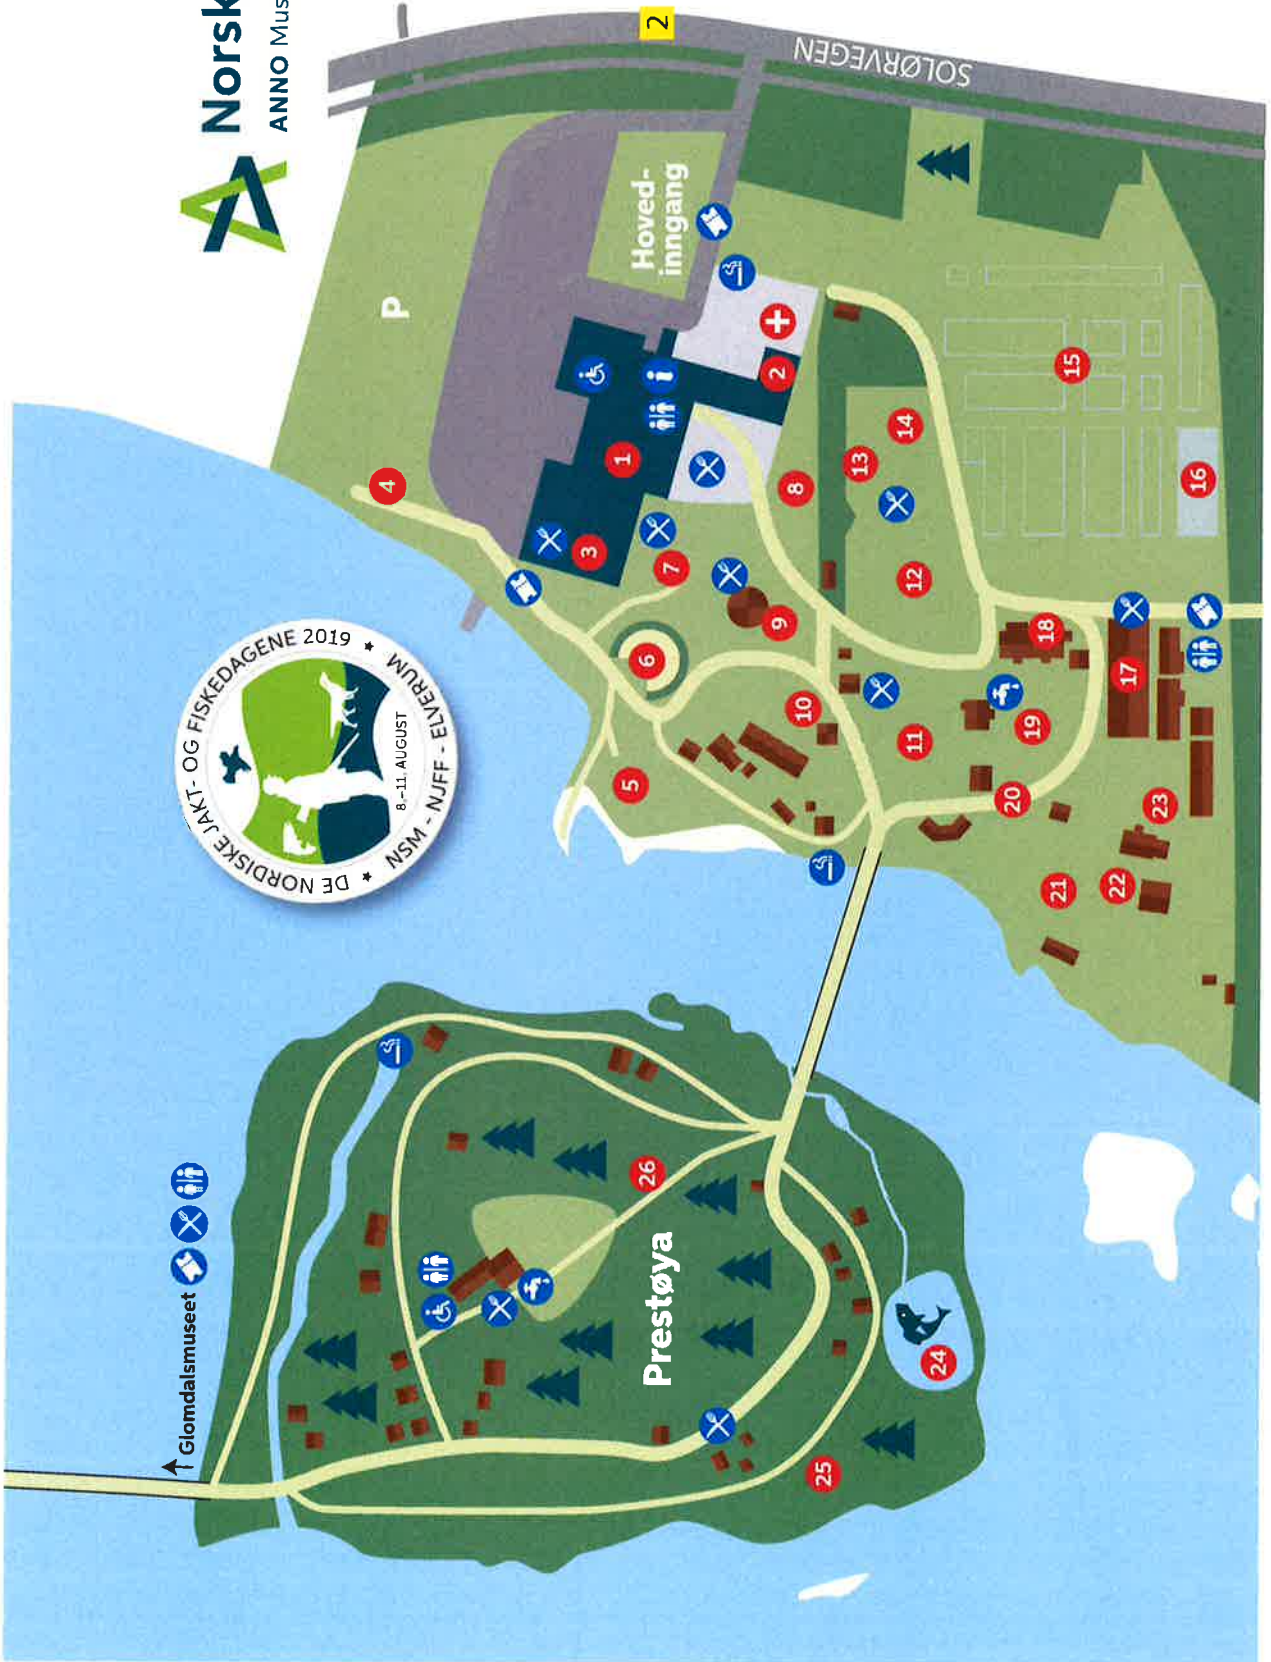 Norsk
ANNO Mus
2
SOLØRVEGEN
P
Hoved-
inngang
DE NORDISKE JAKT- OG FISKEDAGENE 2019
8.–11. AUGUST
NSM - NJFF - ELVERUM
Glomdalsmuseet
Prestøya
1
2
3
4
5
6
7
8
9
10
11
12
13
14
15
16
17
18
19
20
21
22
23
24
25
26